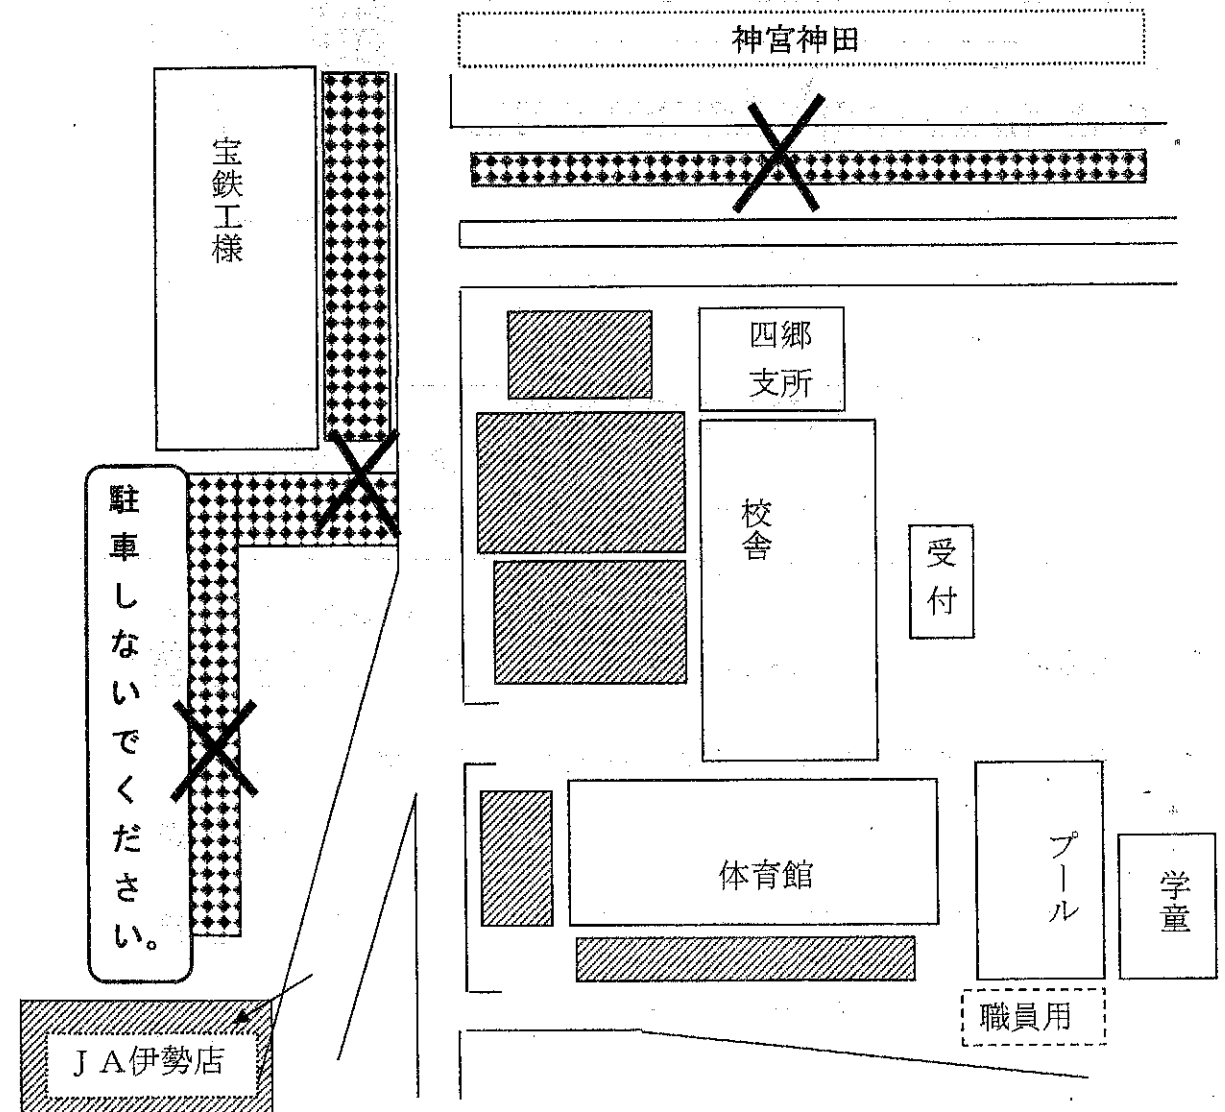 神宮神田
宝鉄工様
四郷
支所
校舎
受付
駐車しないでください。
体育館
プール
学童
職員用
ＪＡ伊勢店